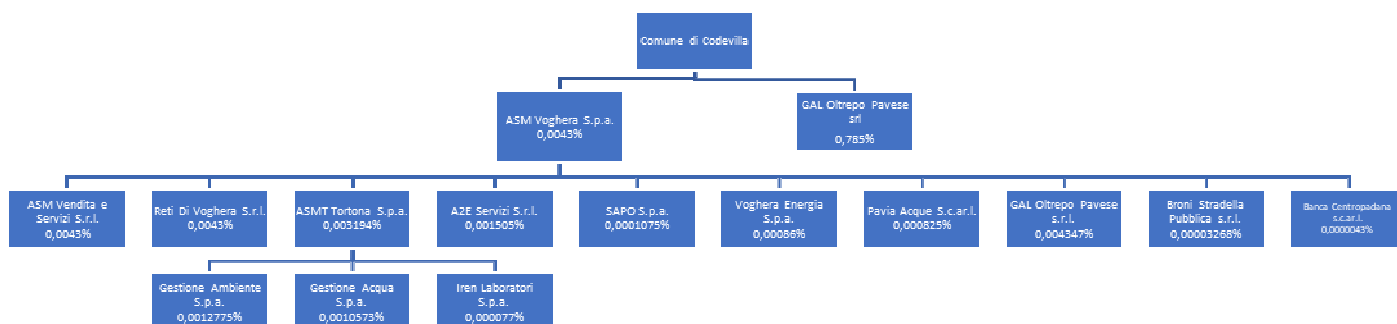 Comune di Codevilla
ASM Voghera S.p.a.
0,0043%
GAL Oltrepo Pavese
srl
0,785%
ASM Vendita e
Servizi S.r.l.
0,0043%
Reti Di Voghera S.r.l.
0,0043%
ASMT Tortona S.p.a.
0,003194%
A2E Servizi S.r.l.
0,001505%
SAPO S.p.a.
0,0001075%
Voghera Energia
S.p.a.
0,00086%
Pavia Acque S.c.ar.l.
0,000825%
GAL Oltrepo Pavese
s.r.l.
0,004347%
Broni Stradella
Pubblica s.r.l.
0,00003268%
Banca Centropadana
s.c.ar.l.
0,0000043%
Gestione Ambiente
S.p.a.
0,0012775%
Gestione Acqua
S.p.a.
0,0010573%
Iren Laboratori
S.p.a.
0,000077%